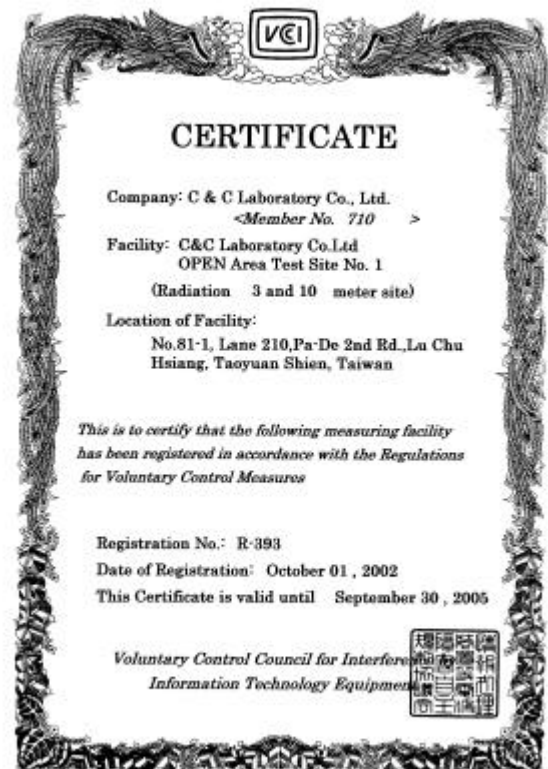 VCCI
CERTIFICATE
Company: C & C Laboratory Co., Ltd.
<Member No. 710 >
Facility: C&C Laboratory Co.Ltd
OPEN Area Test Site No. 1
(Radiation 3 and 10 meter site)
Location of Facility:
No.81-1, Lane 210,Pa-De 2nd Rd.,Lu Chu
Hsiang, Taoyuan Shien, Taiwan
This is to certify that the following measuring facility
has been registered in accordance with the Regulations
for Voluntary Control Measures
Registration No.: R-393
Date of Registration: October 01 , 2002
This Certificate is valid until September 30 , 2005
Voluntary Control Council for
Information Technology Equipment